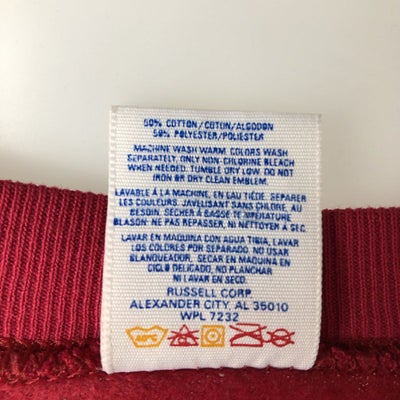 50% COTTON/COTON/ALGODON
50% POLYESTER/POLIESTER
MACHINE WASH WARM. COLORS WASH
SEPARATELY. ONLY NON-CHLORINE BLEACH
WHEN NEEDED. TUMBLE DRY LOW. DO NOT
IRON OR DRY CLEAN EMBLEM.
LAVABLE À LA MACHINE, EN EAU TIÈDE. SÉPARER
LES COULEURS. JAVELISANT SANS CHLORE, AU
BESOIN. SÉCHER À BASSE TEMPÉRATURE
BLASON: NE PAS REPASSER, NI NETTOYER À SEC.
LAVAR EN MAQUINA CON AGUA TIBIA, LAVAR
LOS COLORES POR SEPARADO. NO USAR
BLANQUEADOR. SECAR EN MAQUINA EN
CICLO DELICADO, NO PLANCHAR
NI LAVAR EN SECO.
RUSSELL CORP.
ALEXANDER CITY, AL 35010
WPL 7232